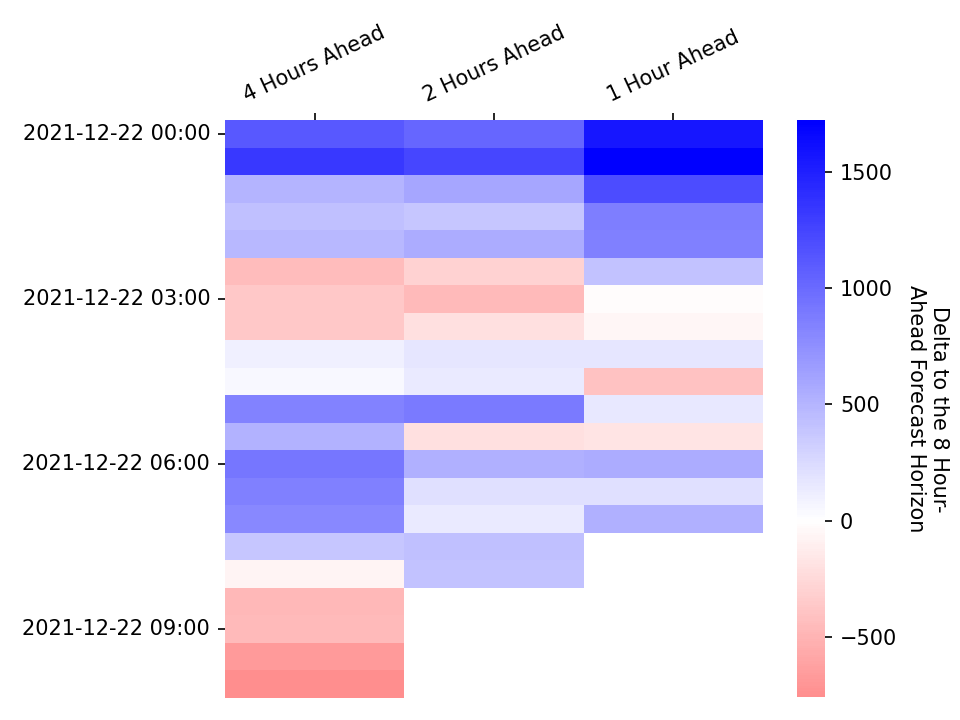 4 Hours Ahead
2 Hours Ahead
1 Hour Ahead
2021-12-22 00:00
2021-12-22 03:00
2021-12-22 06:00
2021-12-22 09:00
1500
1000
500
0
−500
Delta to the 8 Hour-
Ahead Forecast Horizon